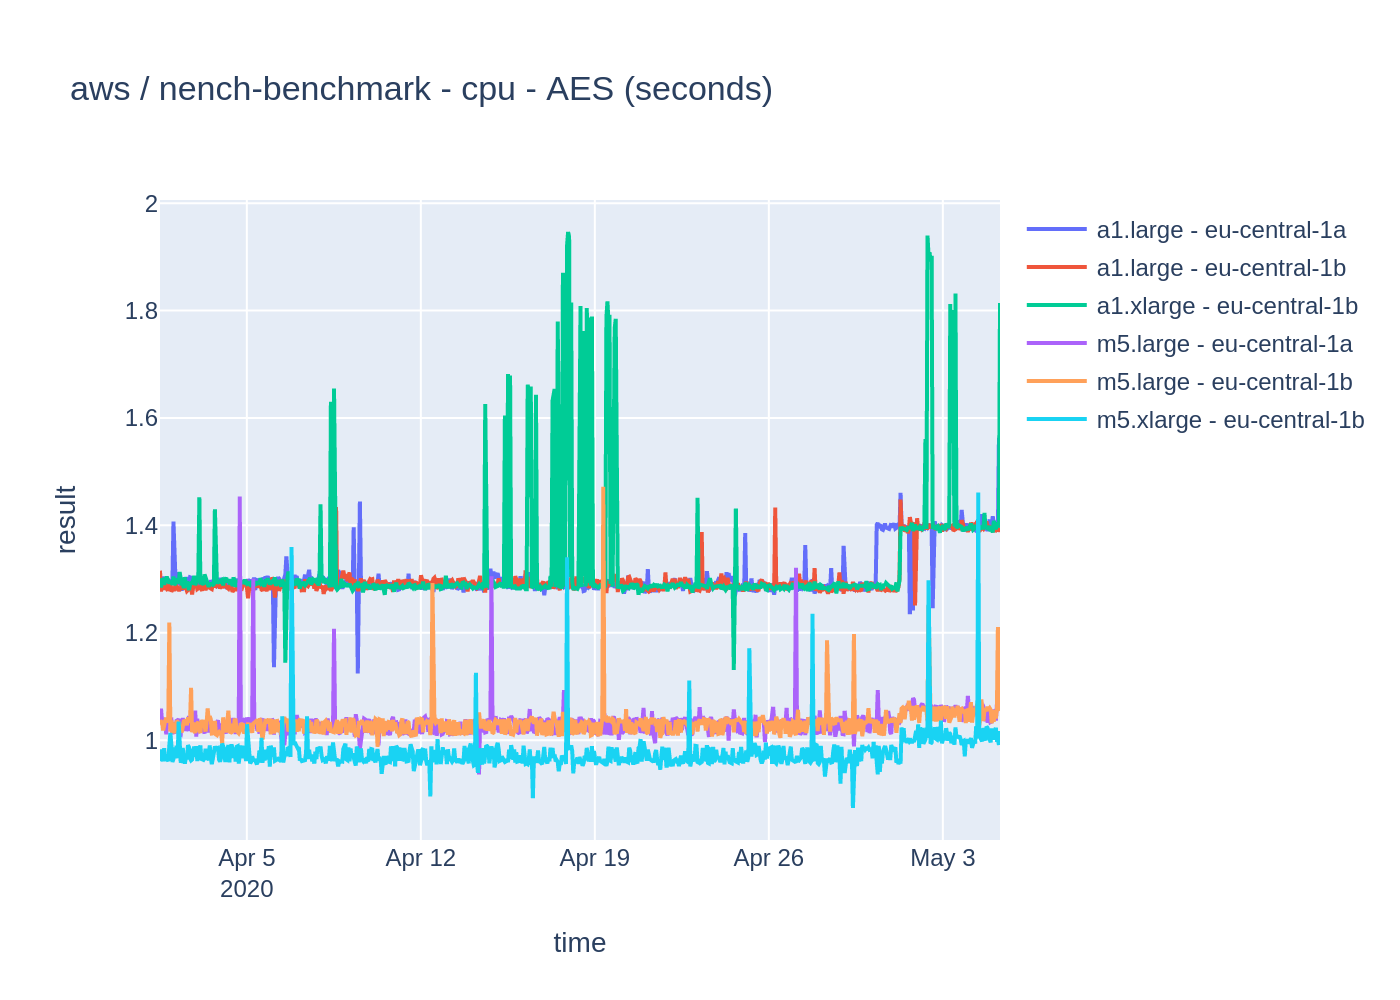 aws / nench-benchmark - cpu - AES (seconds)
2
1.8
1.6
1.4
1.2
1
result
Apr 5
2020
Apr 12
Apr 19
Apr 26
May 3
time
a1.large - eu-central-1a
a1.large - eu-central-1b
a1.xlarge - eu-central-1b
m5.large - eu-central-1a
m5.large - eu-central-1b
m5.xlarge - eu-central-1b